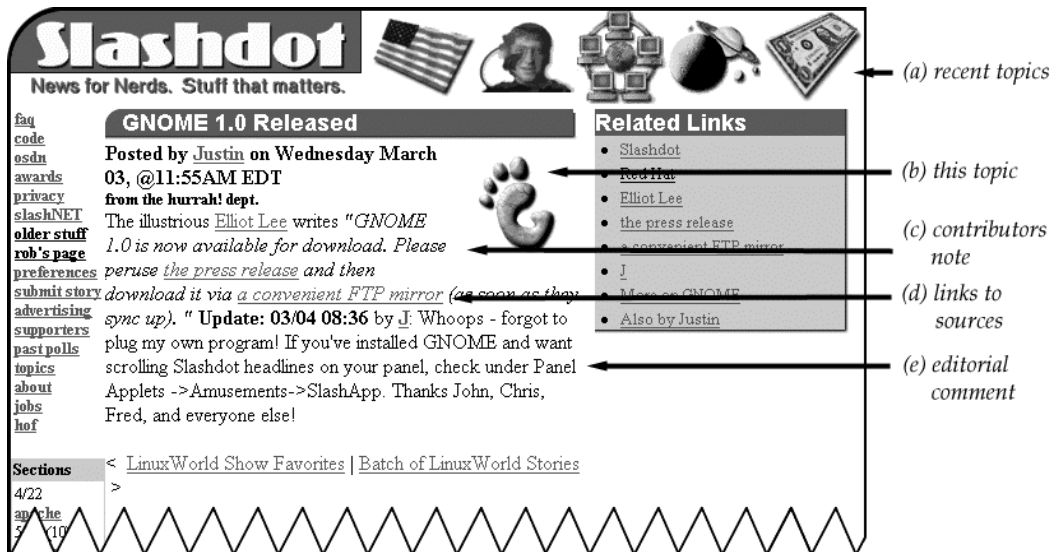 Slashdot
News for Nerds. Stuff that matters.
faq
code
osdn
awards
privacy
slashNET
older stuff
rob's page
preferences
submit story
advertising
supporters
past polls
topics
about
jobs
hof
Sections
4/22
apache
GNOME 1.0 Released
Posted by Justin on Wednesday March
03, @11:55AM EDT
from the hurrah! dept.
The illustrious Elliot Lee writes "GNOME
1.0 is now available for download. Please
peruse the press release and then
download it via a convenient FTP mirror (as soon as they
sync up). " Update: 03/04 08:36 by J: Whoops - forgot to
plug my own program! If you've installed GNOME and want
scrolling Slashdot headlines on your panel, check under Panel
Applets ->Amusements->SlashApp. Thanks John, Chris,
Fred, and everyone else!
< LinuxWorld Show Favorites | Batch of LinuxWorld Stories
>
Related Links
• Slashdot
• Red Hat
• Elliot Lee
• the press release
• a convenient FTP mirror
• J
• More on GNOME
• Also by Justin
(a) recent topics
(b) this topic
(c) contributors
note
(d) links to
sources
(e) editorial
comment